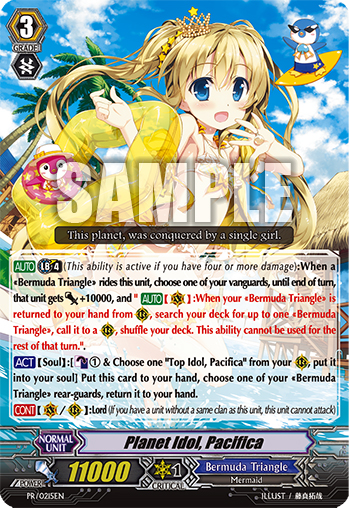 3
GRADE
SAMPLE
This planet, was conquered by a single girl.
AUTO LB 4 (This ability is active if you have four or more damage):When a
«Bermuda Triangle» rides this unit, choose one of your vanguards, until end of turn,
that unit gets +10000, and " AUTO [ ] :When your «Bermuda Triangle» is
returned to your hand from , search your deck for up to one «Bermuda
Triangle», call it to a , shuffle your deck. This ability cannot be used for the
rest of that turn.".
ACT [Soul]:[ 1 & Choose one "Top Idol, Pacifica" from your , put it
into your soul] Put this card to your hand, choose one of your «Bermuda
Triangle» rear-guards, return it to your hand.
CONT [ / ]:Lord (If you have a unit without a same clan as this unit, this unit cannot attack)
NORMAL
UNIT
Planet Idol, Pacifica
POWER
11000
1
CRITICAL
Bermuda Triangle
Mermaid
PR/0215EN
ILLUST / 藤真拓哉